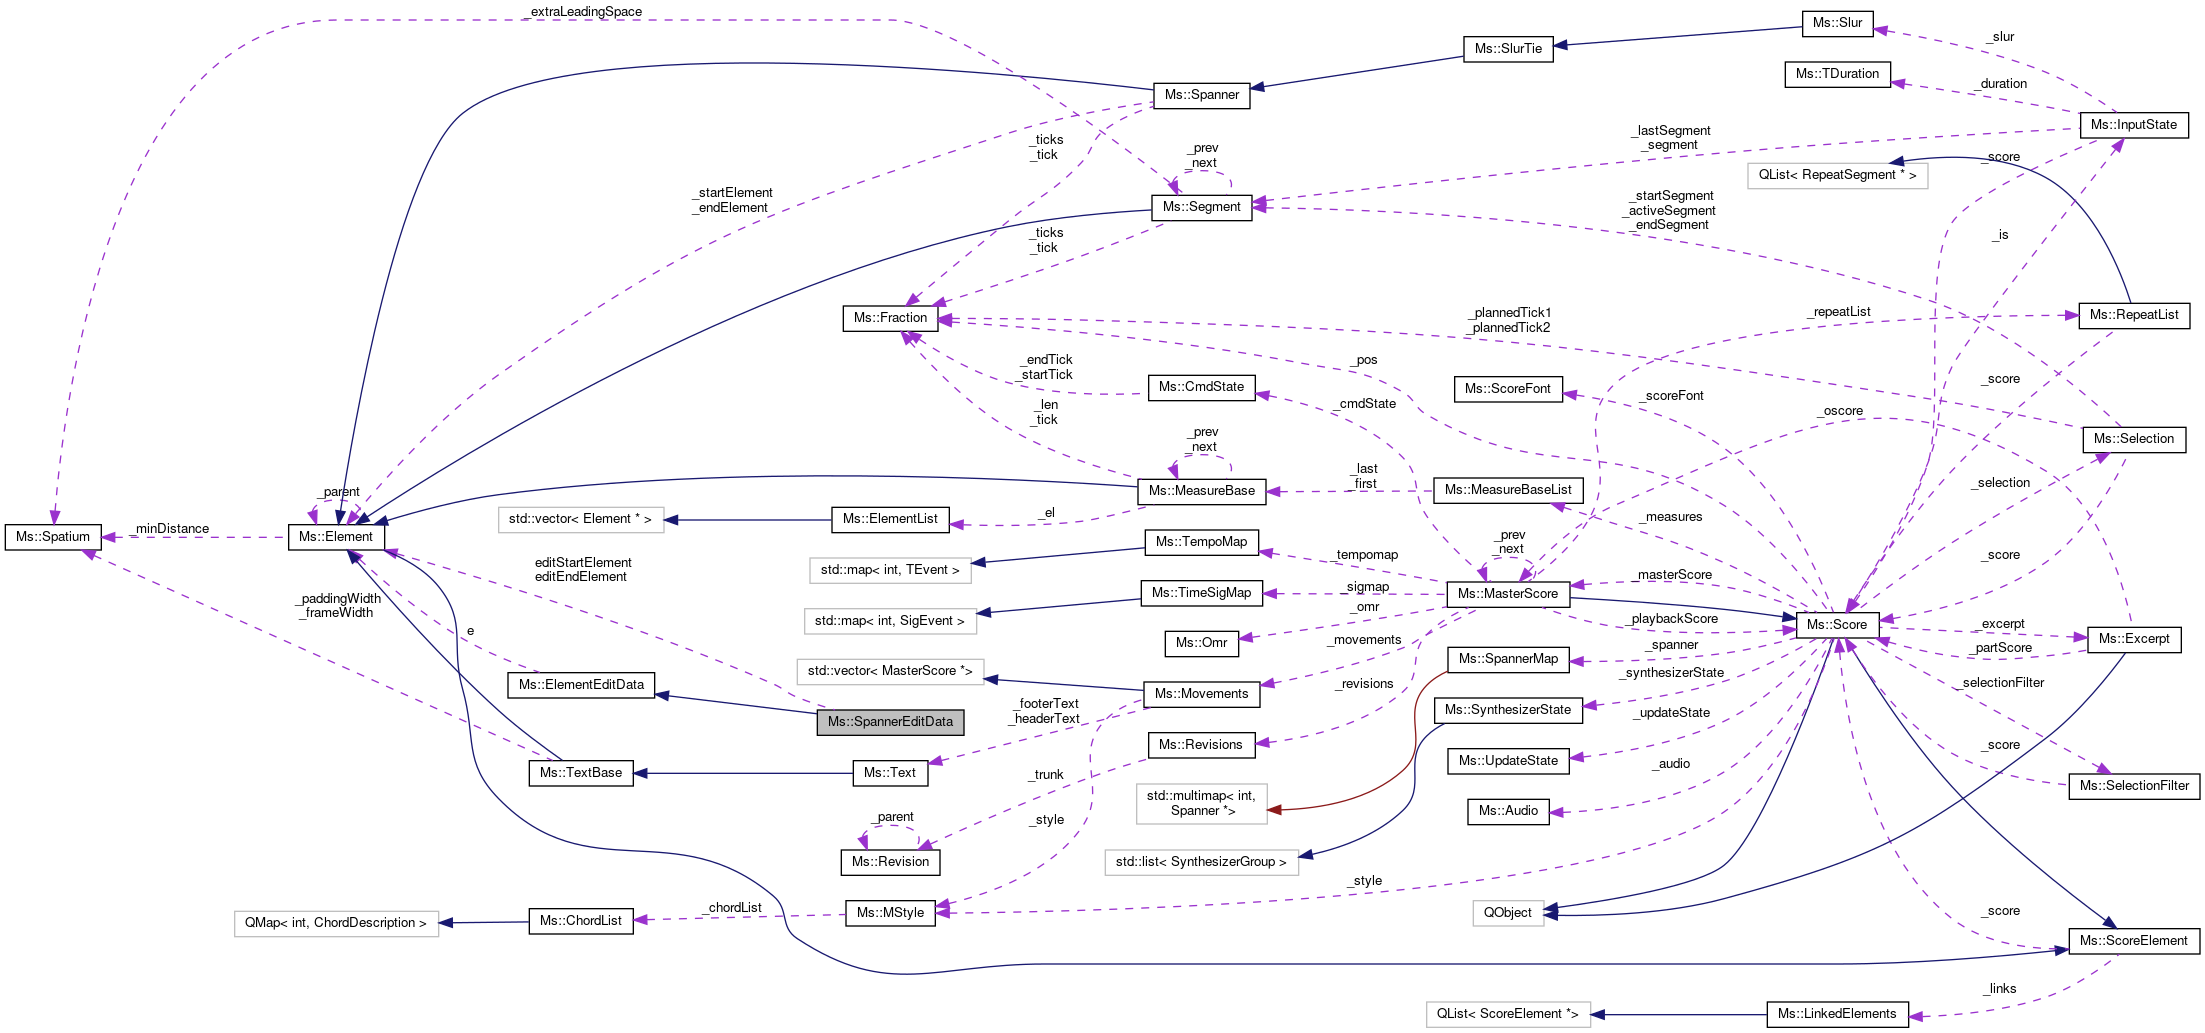 _extraLeadingSpace
Ms::Slur
_slur
Ms::SlurTie
Ms::TDuration
_duration
Ms::Spanner
Ms::InputState
_lastSegment
_segment
_ticks
_tick
_prev
_next
_score
QList< RepeatSegment * >
_startElement
_endElement
Ms::Segment
_startSegment
_activeSegment
_endSegment
_ticks
_tick
_is
Ms::Fraction
_plannedTick1
_plannedTick2
_repeatList
Ms::RepeatList
_endTick
_startTick
Ms::CmdState
_pos
Ms::ScoreFont
_scoreFont
_score
_len
_tick
_cmdState
_oscore
_prev
_next
Ms::Selection
_last
_first
_parent
Ms::MeasureBase
Ms::MeasureBaseList
_selection
std::vector< Element * >
Ms::ElementList
_el
_measures
Ms::Spatium
_minDistance
Ms::Element
Ms::TempoMap
_prev
_next
editStartElement
editEndElement
std::map< int, TEvent >
_tempomap
_score
_masterScore
Ms::TimeSigMap
_sigmap
Ms::MasterScore
_paddingWidth
_frameWidth
std::map< int, SigEvent >
_omr
_playbackScore
Ms::Score
_excerpt
Ms::Excerpt
e
Ms::Omr
_movements
_spanner
_partScore
std::vector< MasterScore *>
Ms::SpannerMap
_synthesizerState
_selectionFilter
Ms::ElementEditData
Ms::Movements
_revisions
Ms::SpannerEditData
_footerText
_headerText
Ms::SynthesizerState
_updateState
Ms::Revisions
_score
Ms::TextBase
Ms::Text
_trunk
Ms::UpdateState
_audio
Ms::SelectionFilter
std::multimap< int,
Spanner *>
_parent
_style
Ms::Audio
Ms::Revision
std::list< SynthesizerGroup >
_style
QMap< int, ChordDescription >
Ms::ChordList
_chordList
Ms::MStyle
QObject
_score
Ms::ScoreElement
_links
QList< ScoreElement *>
Ms::LinkedElements